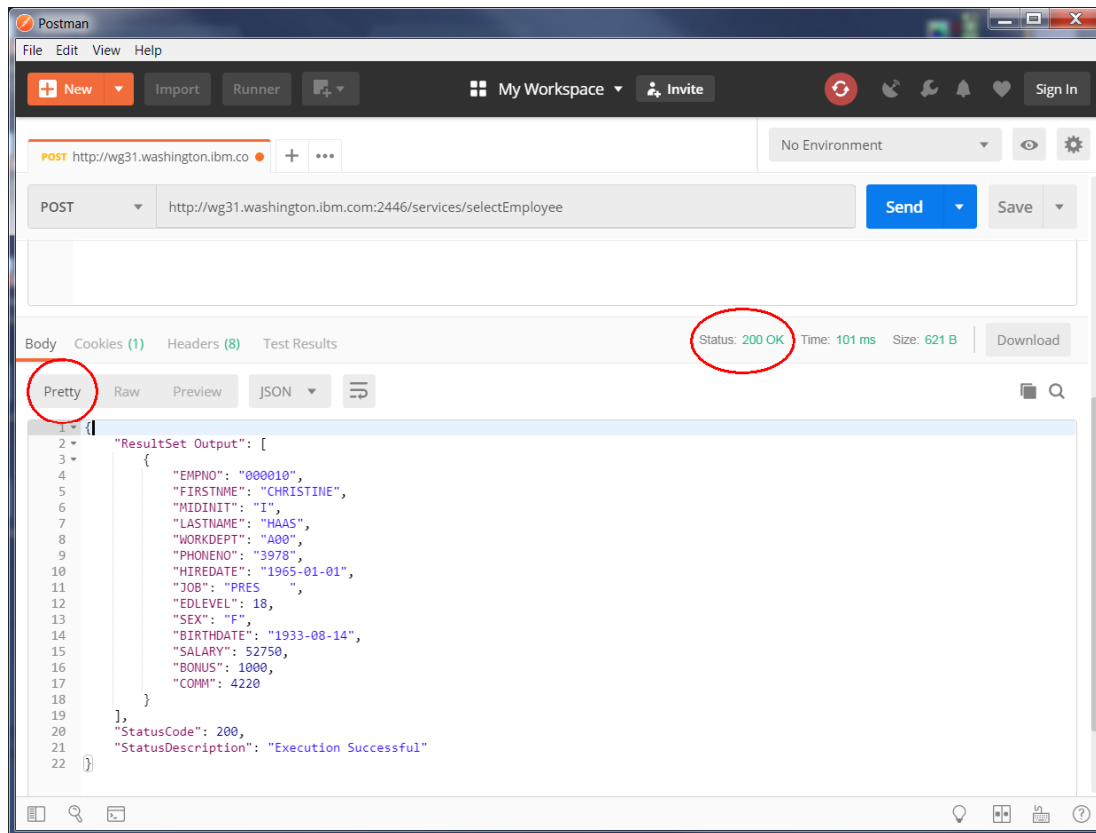 Postman
File Edit View Help
New Import Runner My Workspace Invite Sign In
POST http://wg31.washington.ibm.co No Environment
POST http://wg31.washington.ibm.com:2446/services/selectEmployee Send Save
Body Cookies (1) Headers (8) Test Results Status: 200 OK Time: 101 ms Size: 621 B Download
Pretty Raw Preview JSON
1 {
2 "ResultSet Output": [
3 {
4 "EMPNO": "000010",
5 "FIRSTNME": "CHRISTINE",
6 "MIDINIT": "I",
7 "LASTNAME": "HAAS",
8 "WORKDEPT": "A00",
9 "PHONENO": "3978",
10 "HIREDATE": "1965-01-01",
11 "JOB": "PRES    ",
12 "EDLEVEL": 18,
13 "SEX": "F",
14 "BIRTHDATE": "1933-08-14",
15 "SALARY": 52750,
16 "BONUS": 1000,
17 "COMM": 4220
18 }
19 ],
20 "StatusCode": 200,
21 "StatusDescription": "Execution Successful"
22 }